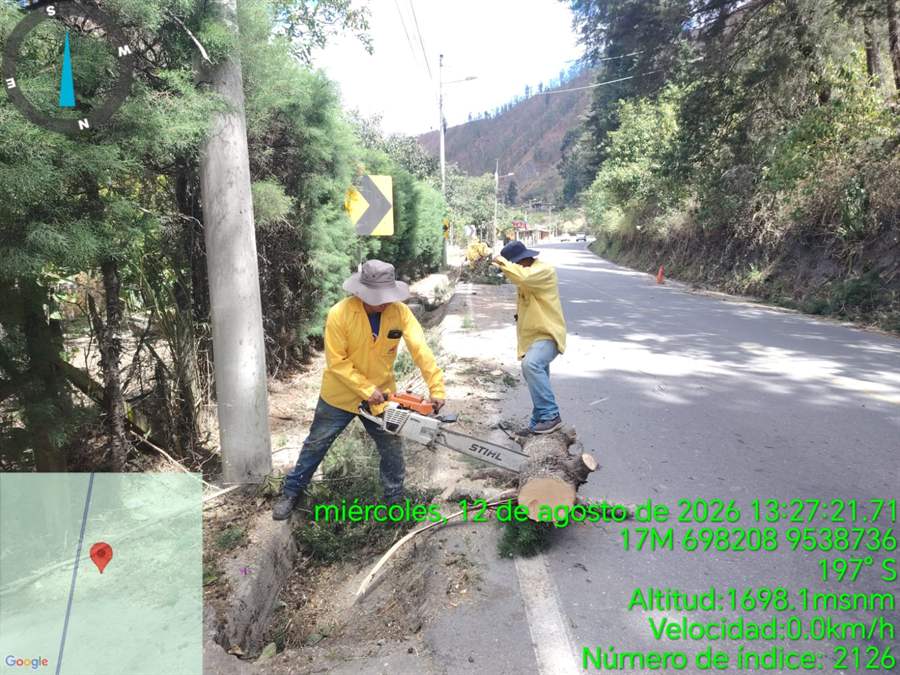 S
W
E
N
STIHL
miércoles, 12 de agosto de 2026 13:27:21.71
17M 698208 9538736
197° S
Altitud:1698.1msnm
Velocidad:0.0km/h
Número de índice: 2126
Google